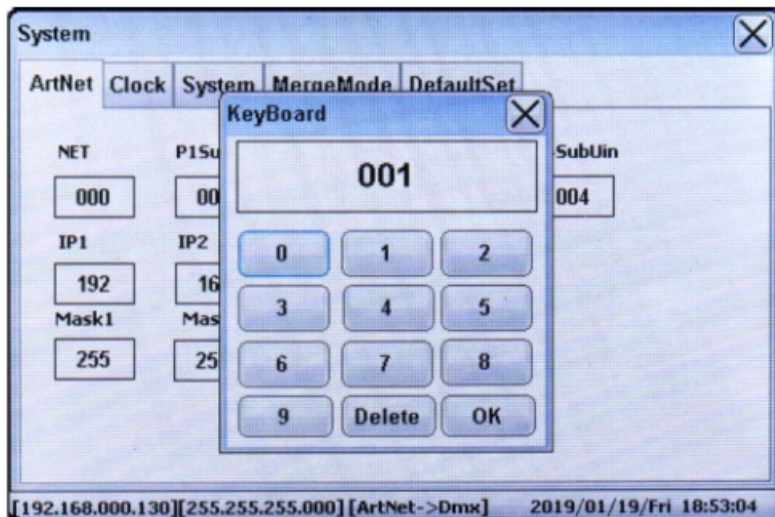 System
ArtNet Clock System MergeMode DefaultSet
KeyBoard
NET P1Su SubUin
001
000 00 004
IP1 IP2
0 1 2
192 16
3 4 5
Mask1 Mas
255 25
6 7 8
9 Delete OK
[192.168.000.130][255.255.255.000][ArtNet->Dmx] 2019/01/19/Fri 18:53:04